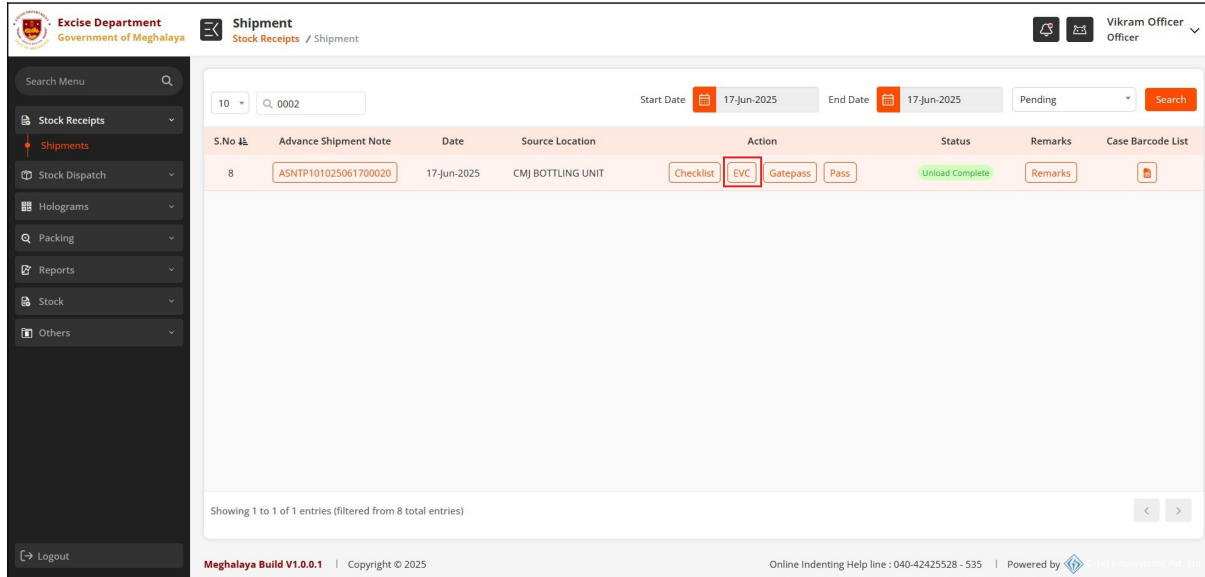 Excise Department
Government of Meghalaya
Shipment
Stock Receipts / Shipment
Vikram Officer
Officer
Search Menu
Stock Receipts
Shipments
Stock Dispatch
Holograms
Packing
Reports
Stock
Others
Logout
10 0002 Start Date 17-Jun-2025 End Date 17-Jun-2025 Pending Search
S.No Advance Shipment Note Date Source Location Action Status Remarks Case Barcode List
8 ASNTP101025061700020 17-Jun-2025 CMJ BOTTLING UNIT Checklist EVC Gatepass Pass Unload Complete Remarks
Showing 1 to 1 of 1 entries (filtered from 8 total entries)
Meghalaya Build V1.0.0.1 | Copyright © 2025 Online Indenting Help line : 040-42425528 - 535 | Powered by